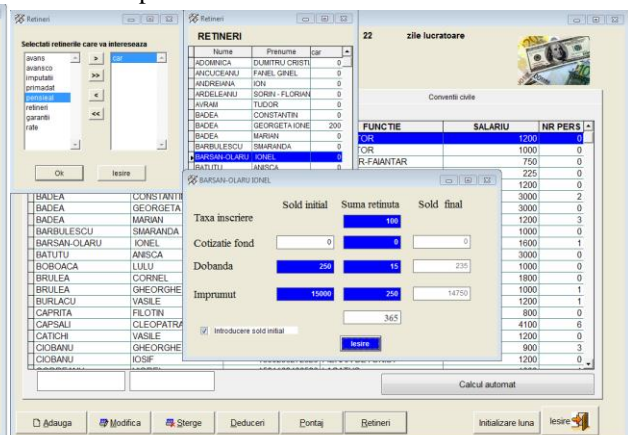 Retineri
Selectati retinerile care va intereseaza
avans
avansco
imputatii
primadat
pensieal
retineri
garantii
rate
>
>>
<
<<
car
Ok
Iesire
Retineri
RETINERI
Nume Prenume car
ADOMNICA DUMITRU CRISTI 0
ANCUCEANU FANEL GINEL 0
ANDREIANA ION 0
ARDELEANU SORIN - FLORIAN 0
AVRAM TUDOR 0
BADEA CONSTANTIN 0
BADEA GEORGETA IONE 200
BADEA MARIAN 0
BARBULESCU SMARANDA 0
BARSAN-OLARU IONEL 0
BATUTU ANISCA 0
22 zile lucratoare
Conventii civile
FUNCTIE SALARIU NR PERS
TOR 1200 0
TOR 1000 0
R-FAIANTAR 750 0
225 0
1200 0
BADEA CONSTANTI 3000 2
BADEA GEORGETA 3000 0
BADEA MARIAN 1200 3
BARBULESCU SMARANDA 1000 0
BARSAN-OLARU IONEL 1600 1
BATUTU ANISCA 3000 0
BOBOACA LULU 1000 0
BRULEA CORNEL 1800 0
BRULEA GHEORGHE 1000 1
BURLACU VASILE 1200 1
CAPRITA FILOTIN 800 0
CAPSALI CLEOPATRA 4100 6
CATICHI VASILE 1200 0
CIOBANU GHEORGHE 900 3
CIOBANU IOSIF 1200 0
BARSAN-OLARU IONEL
Sold initial Suma retinuta Sold final
Taxa inscriere 100
Cotizatie fond 0 0 0
Dobanda 250 15 235
Imprumut 15000 250 14750
365
Introducere sold initial
Iesire
Calcul automat
Adauga Modifica Sterge Deduceri Pontaj Retineri Initializare luna Iesire